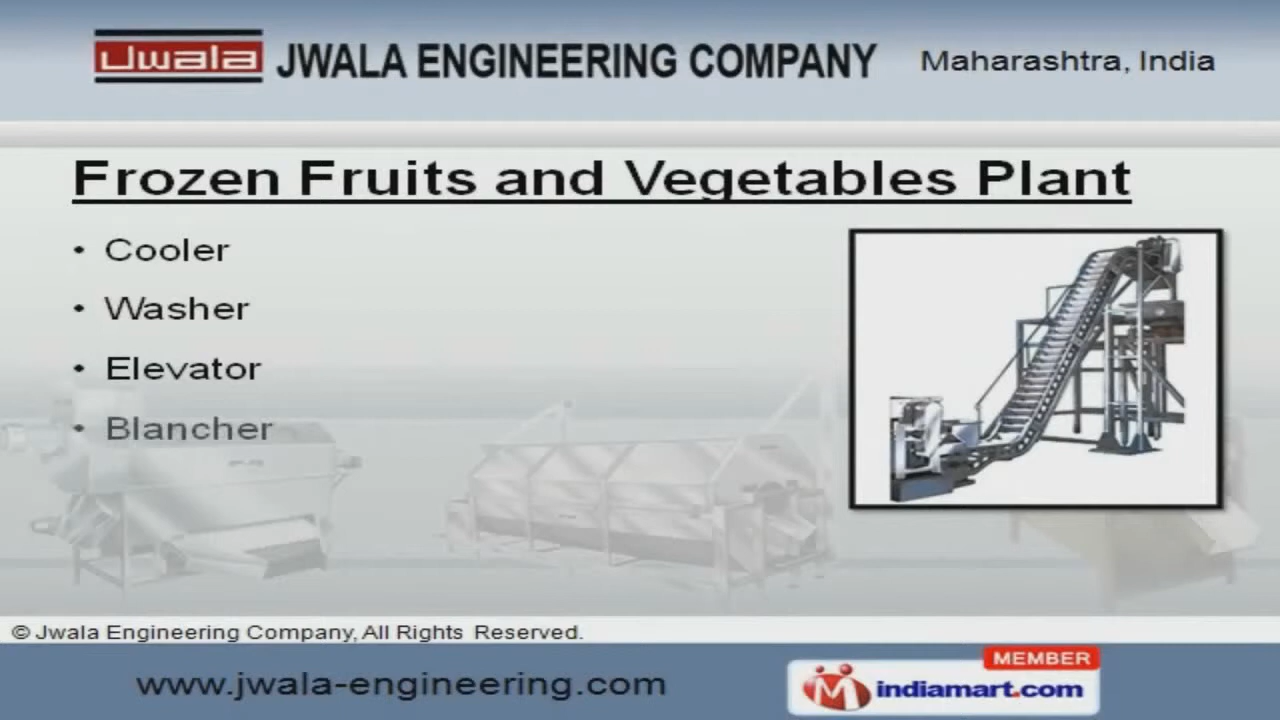 Jwala JWALA ENGINEERING COMPANY Maharashtra, India
Frozen Fruits and Vegetables Plant
• Cooler
• Washer
• Elevator
• Blancher
© Jwala Engineering Company, All Rights Reserved.
MEMBER
www.jwala-engineering.com indiamart.com